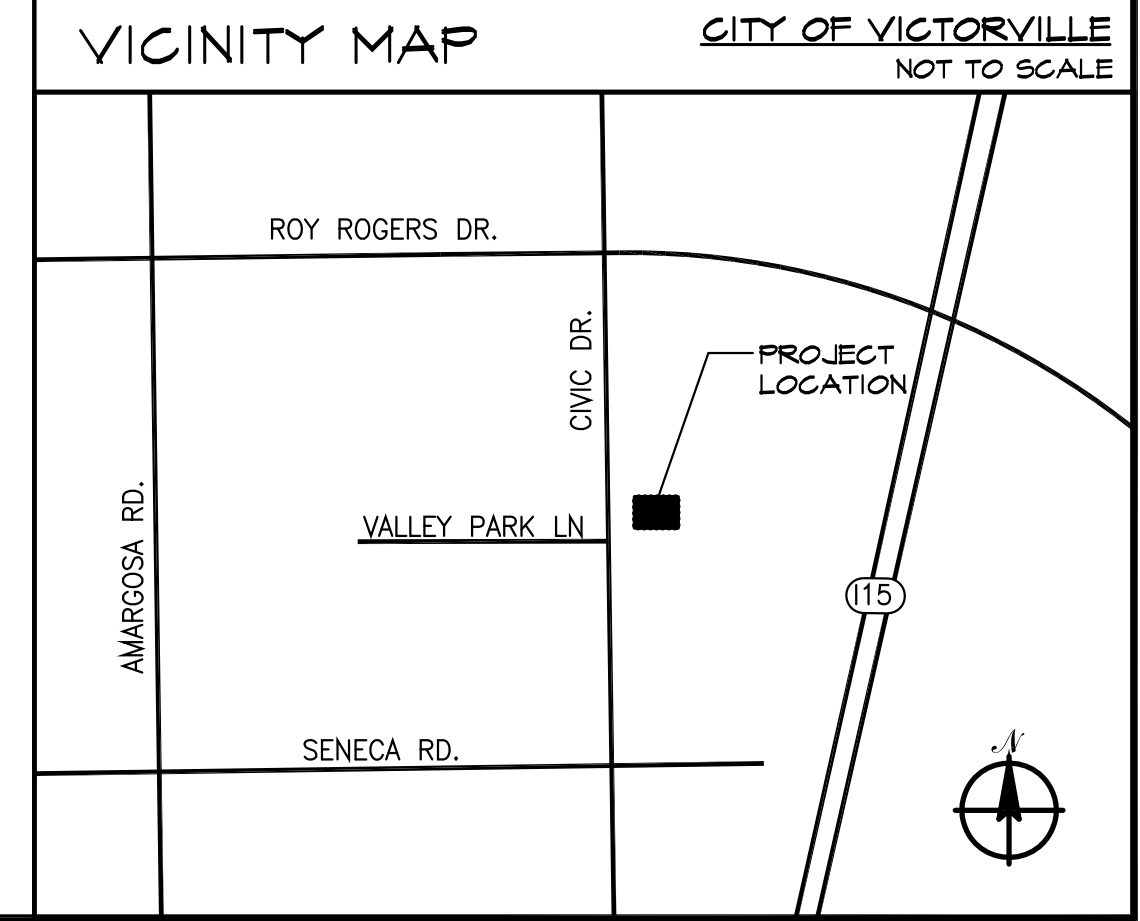 VICINITY MAP
CITY OF VICTORVILLE
NOT TO SCALE
ROY ROGERS DR.
CIVIC DR.
PROJECT
LOCATION
AMARGOSA RD.
VALLEY PARK LN
I15
SENECA RD.
N